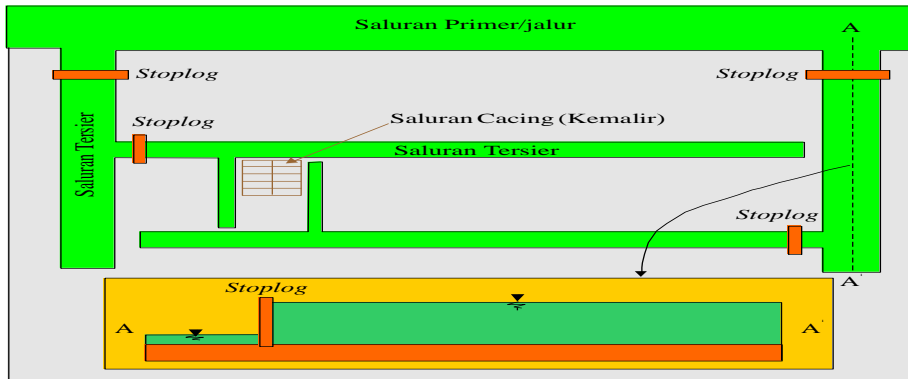 Saluran Primer/jalur
A
Stoplog
Stoplog
Stoplog
Saluran Cacing (Kemalir)
Saluran Tersier
Saluran Tersier
Stoplog
A'
Stoplog
A
A'